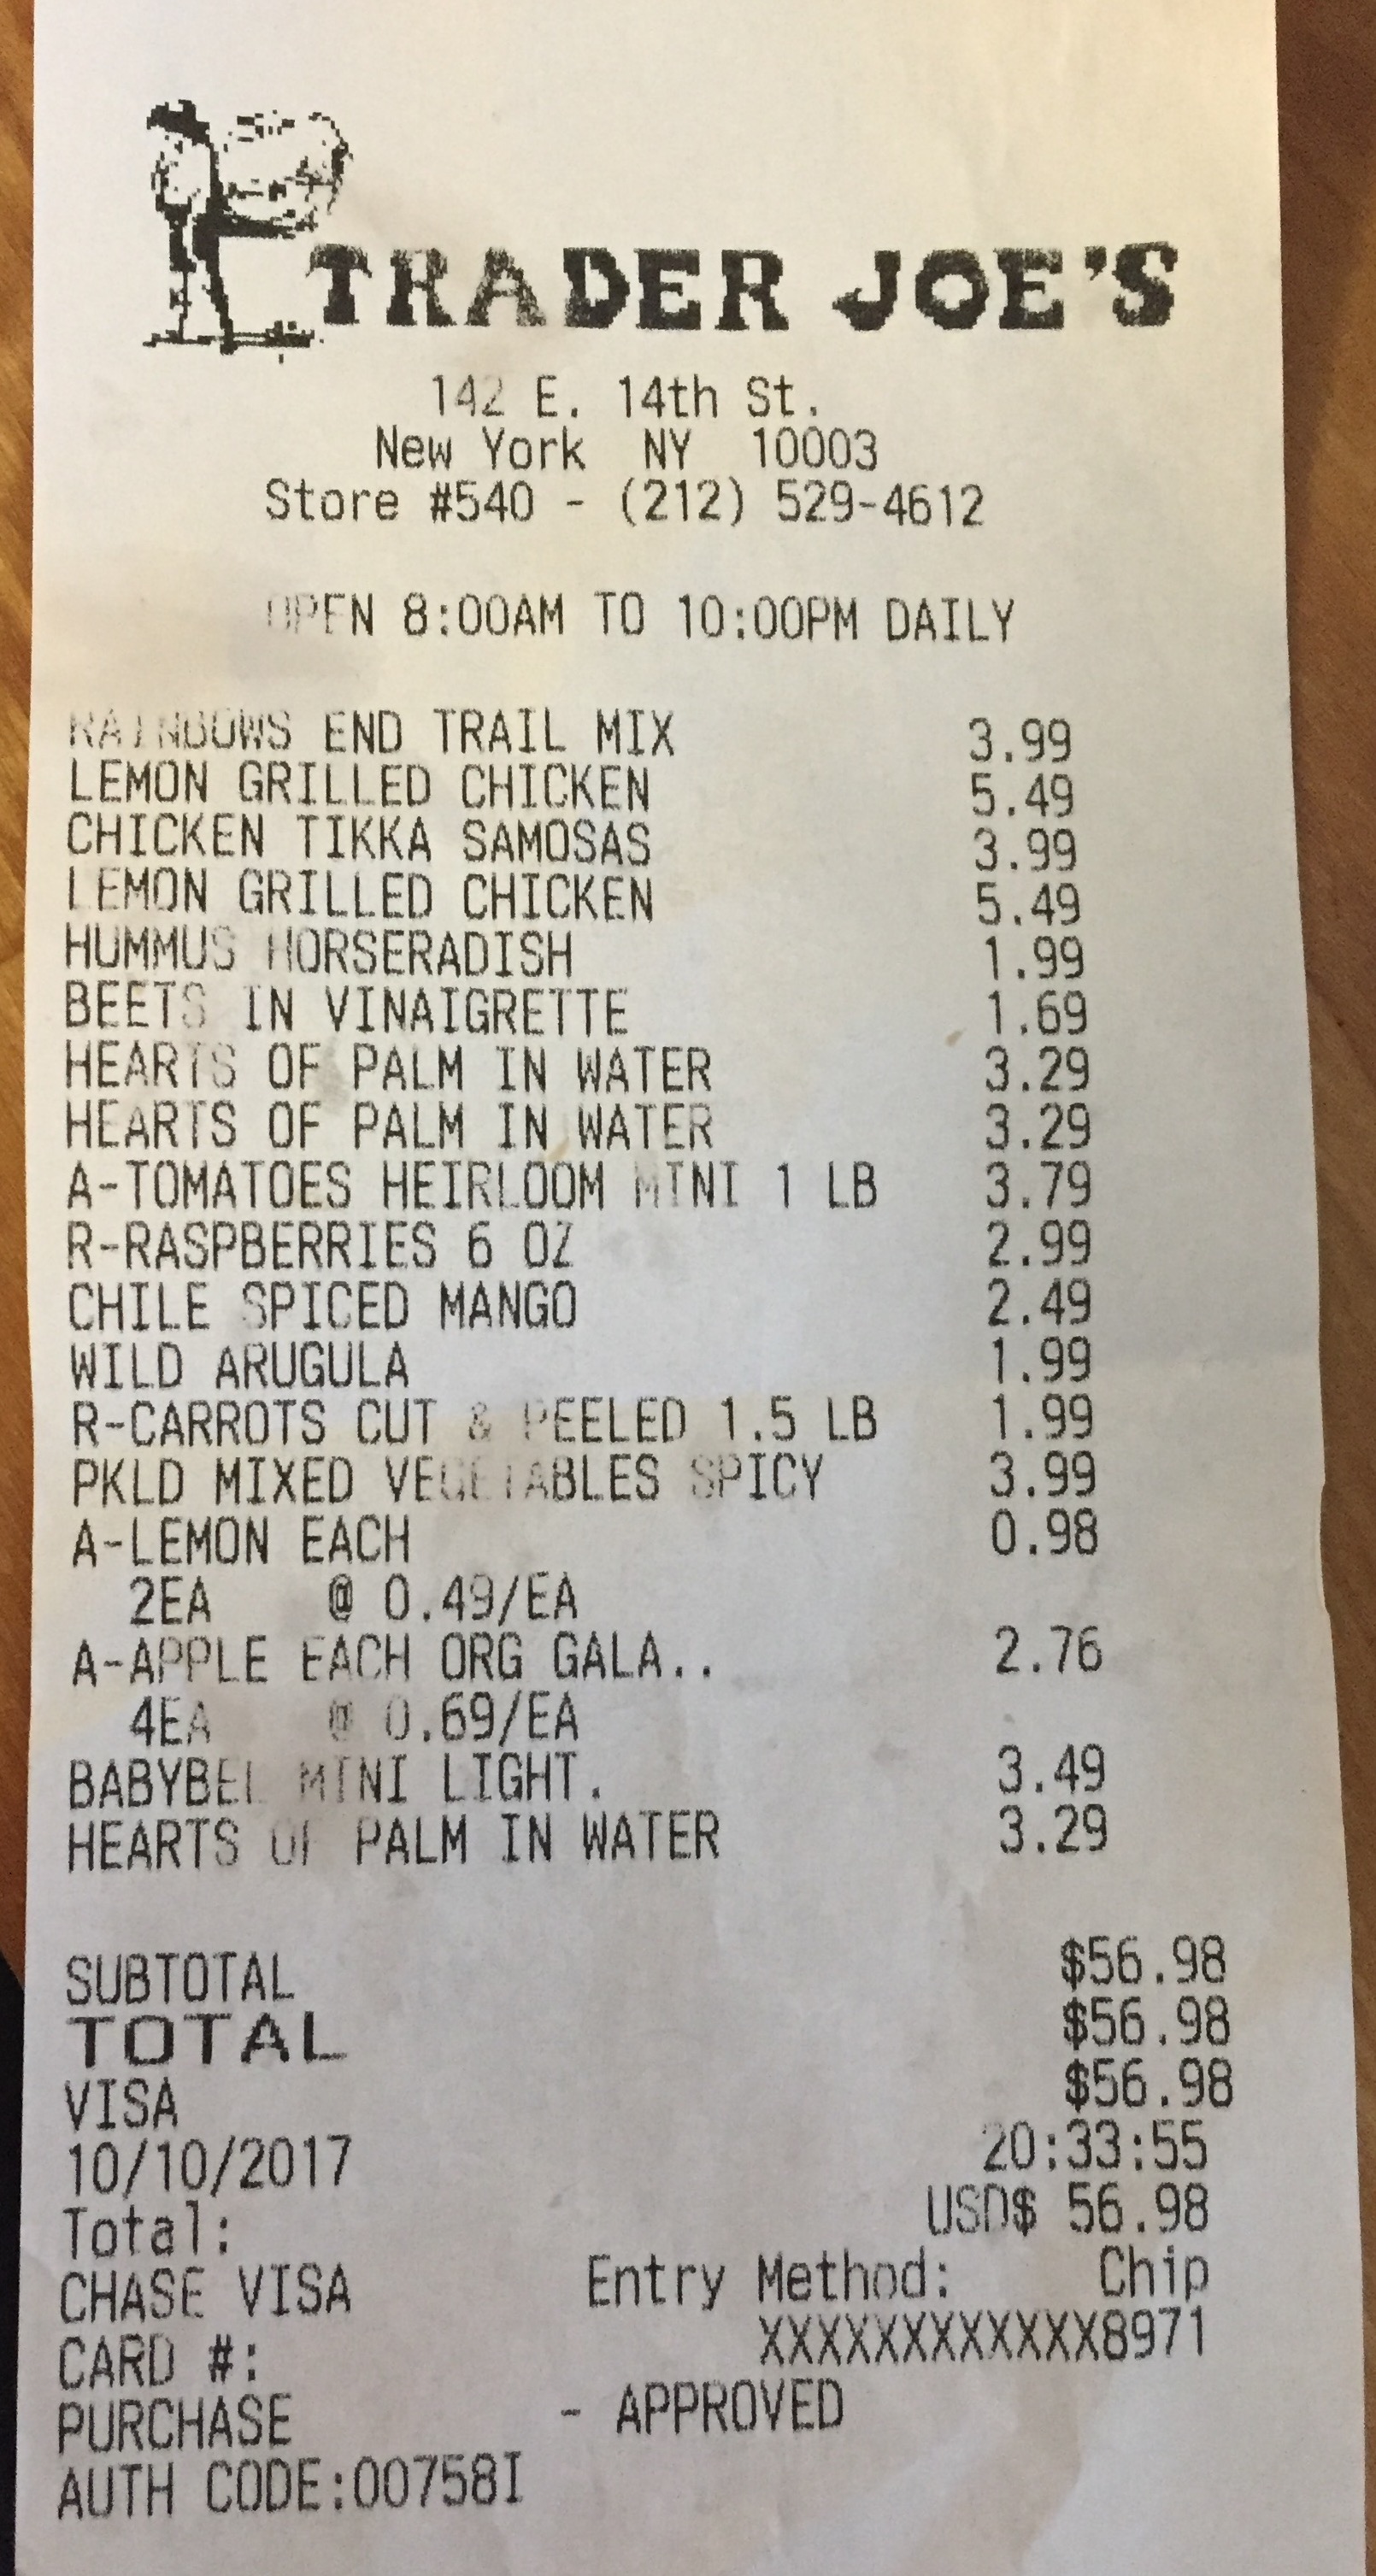 TRADER JOE'S
142 E. 14th St.
New York NY 10003
Store #540 - (212) 529-4612
OPEN 8:00AM TO 10:00PM DAILY
RAINBOWS END TRAIL MIX 3.99
LEMON GRILLED CHICKEN 5.49
CHICKEN TIKKA SAMOSAS 3.99
LEMON GRILLED CHICKEN 5.49
HUMMUS HORSERADISH 1.99
BEETS IN VINAIGRETTE 1.69
HEARTS OF PALM IN WATER 3.29
HEARTS OF PALM IN WATER 3.29
A-TOMATOES HEIRLOOM MINI 1 LB 3.79
R-RASPBERRIES 6 OZ 2.99
CHILE SPICED MANGO 2.49
WILD ARUGULA 1.99
R-CARROTS CUT & PEELED 1.5 LB 1.99
PKLD MIXED VEGETABLES SPICY 3.99
A-LEMON EACH 0.98
2EA @ 0.49/EA
A-APPLE EACH ORG GALA.. 2.76
4EA @ 0.69/EA
BABYBEL MINI LIGHT. 3.49
HEARTS OF PALM IN WATER 3.29
SUBTOTAL $56.98
TOTAL $56.98
VISA $56.98
10/10/2017 20:33:55
Total: USD$ 56.98
CHASE VISA Entry Method: Chip
CARD #: XXXXXXXXXXXX8971
PURCHASE - APPROVED
AUTH CODE:00758I